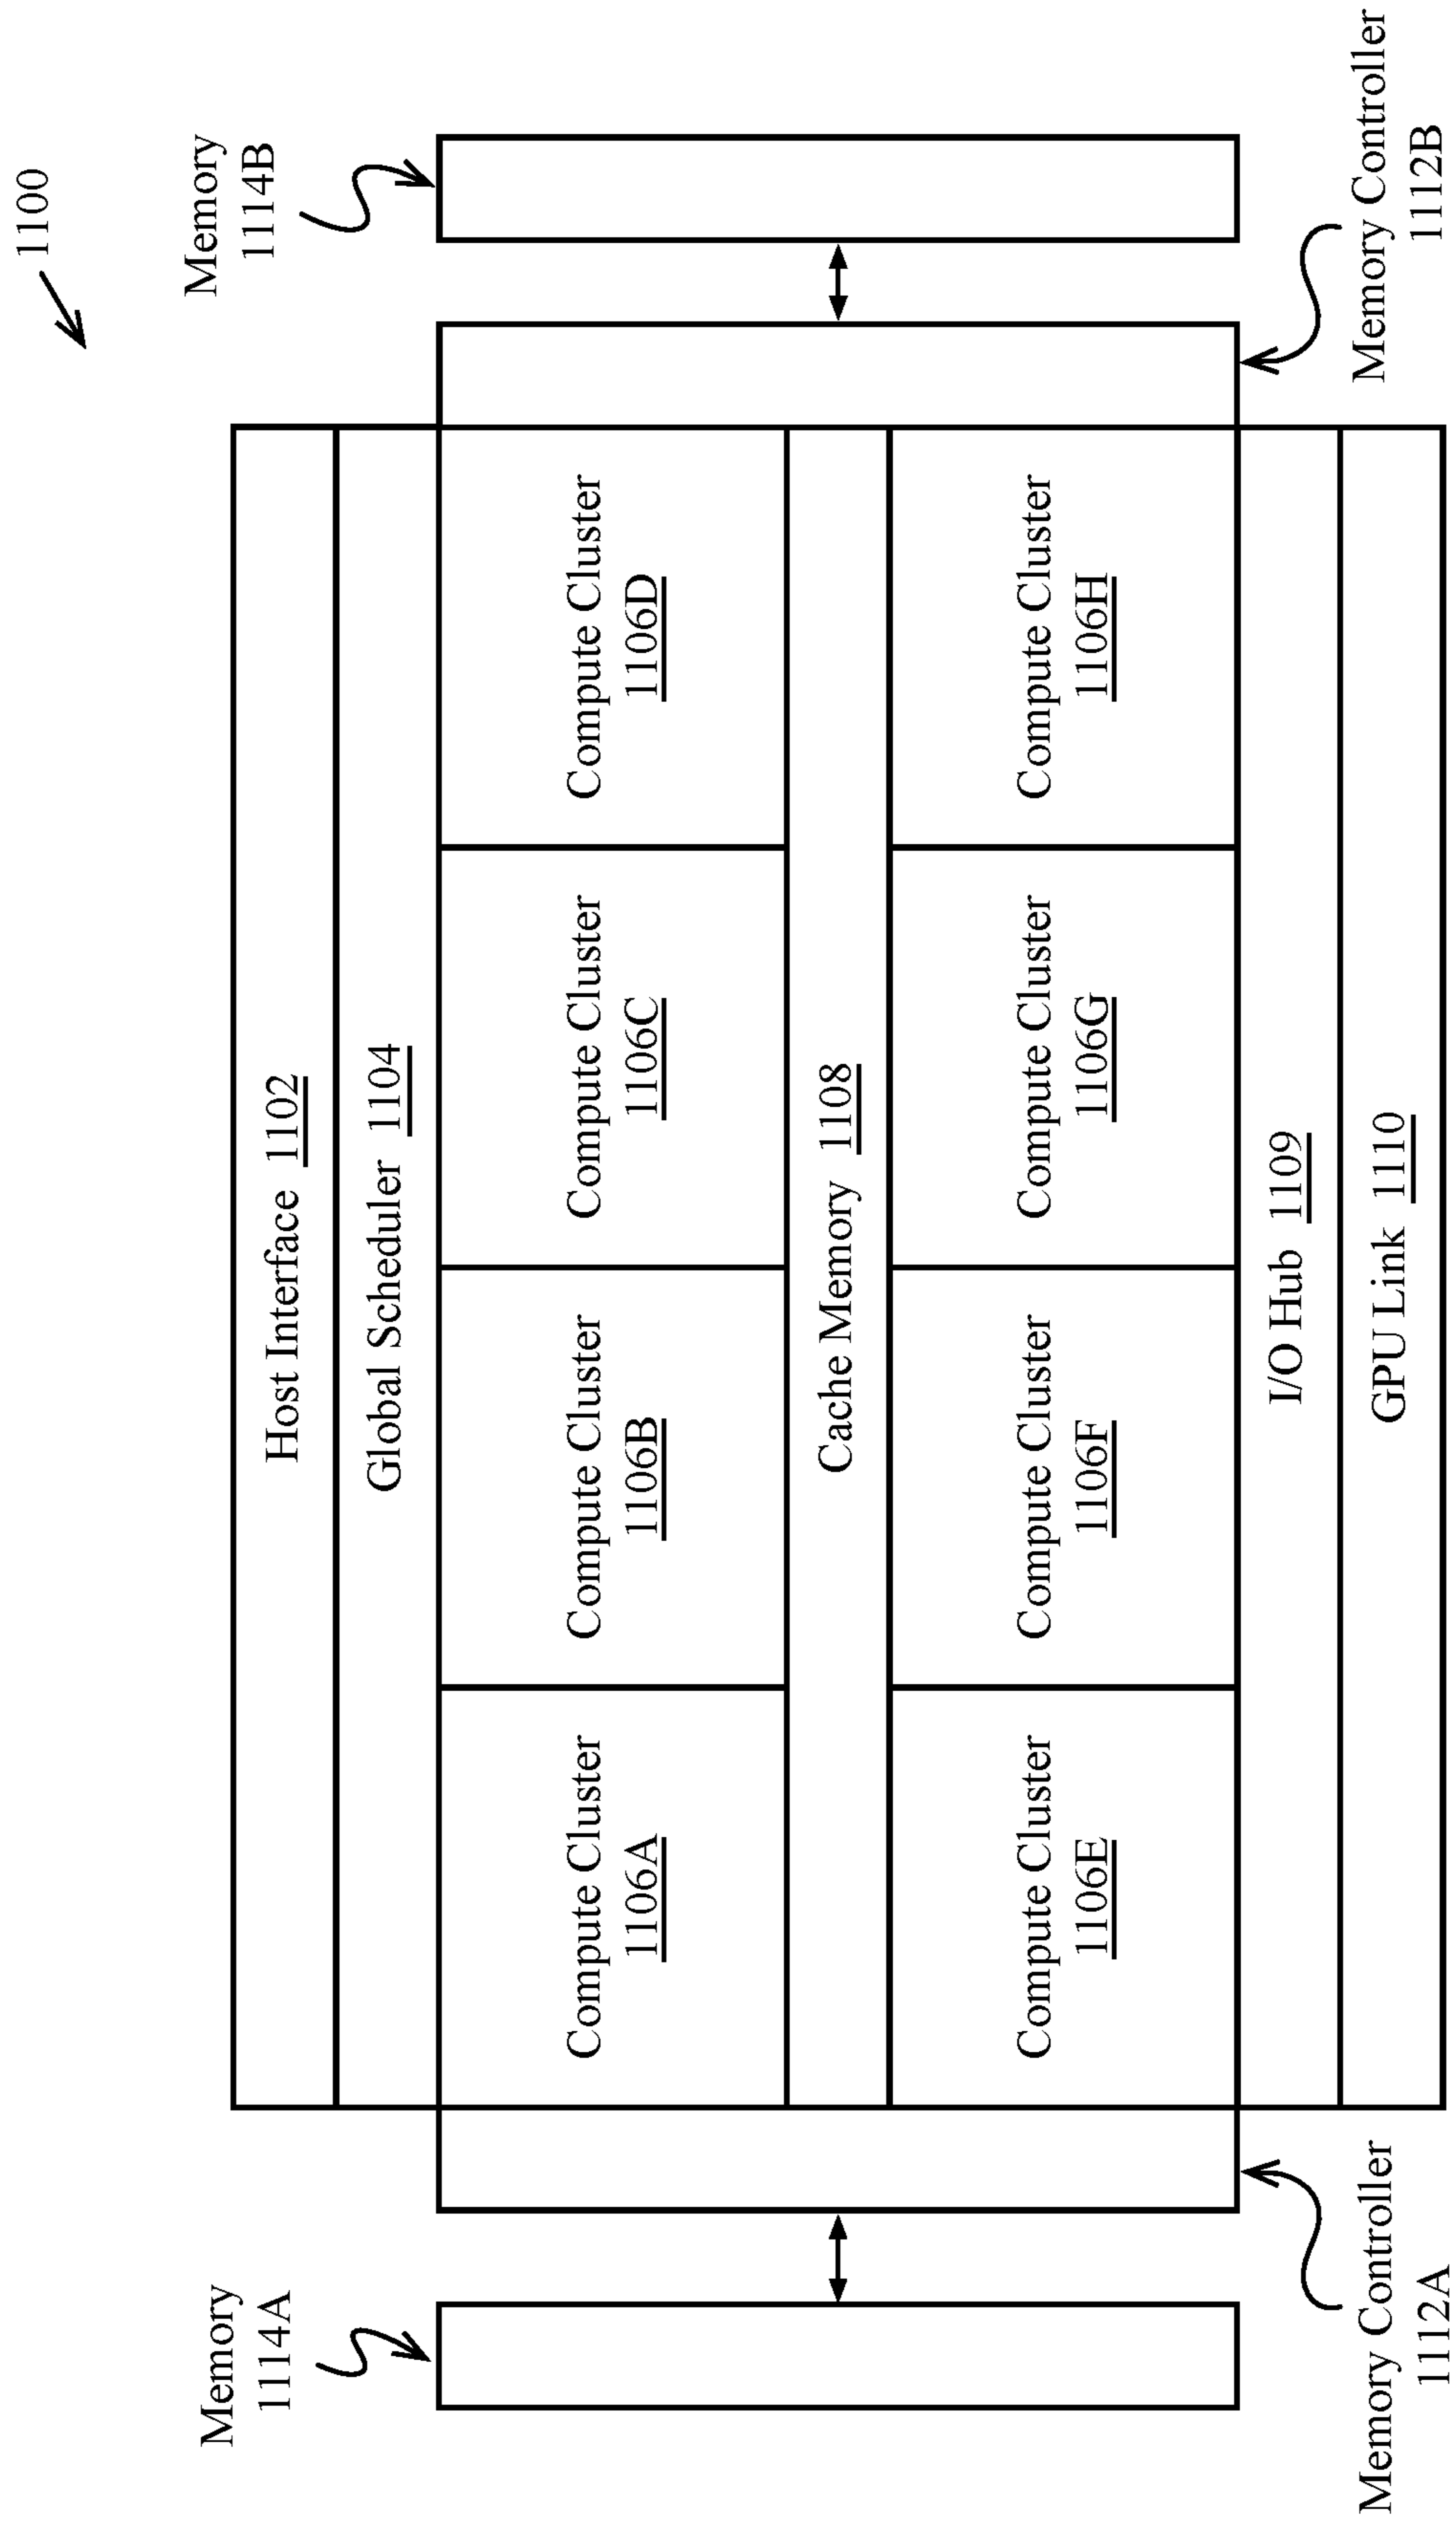 1100
Host Interface 1102
Global Scheduler 1104
Memory
1114A
Memory
1114B
Compute Cluster
1106A
Compute Cluster
1106B
Compute Cluster
1106C
Compute Cluster
1106D
Cache Memory 1108
Compute Cluster
1106E
Compute Cluster
1106F
Compute Cluster
1106G
Compute Cluster
1106H
I/O Hub 1109
GPU Link 1110
Memory Controller
1112A
Memory Controller
1112B